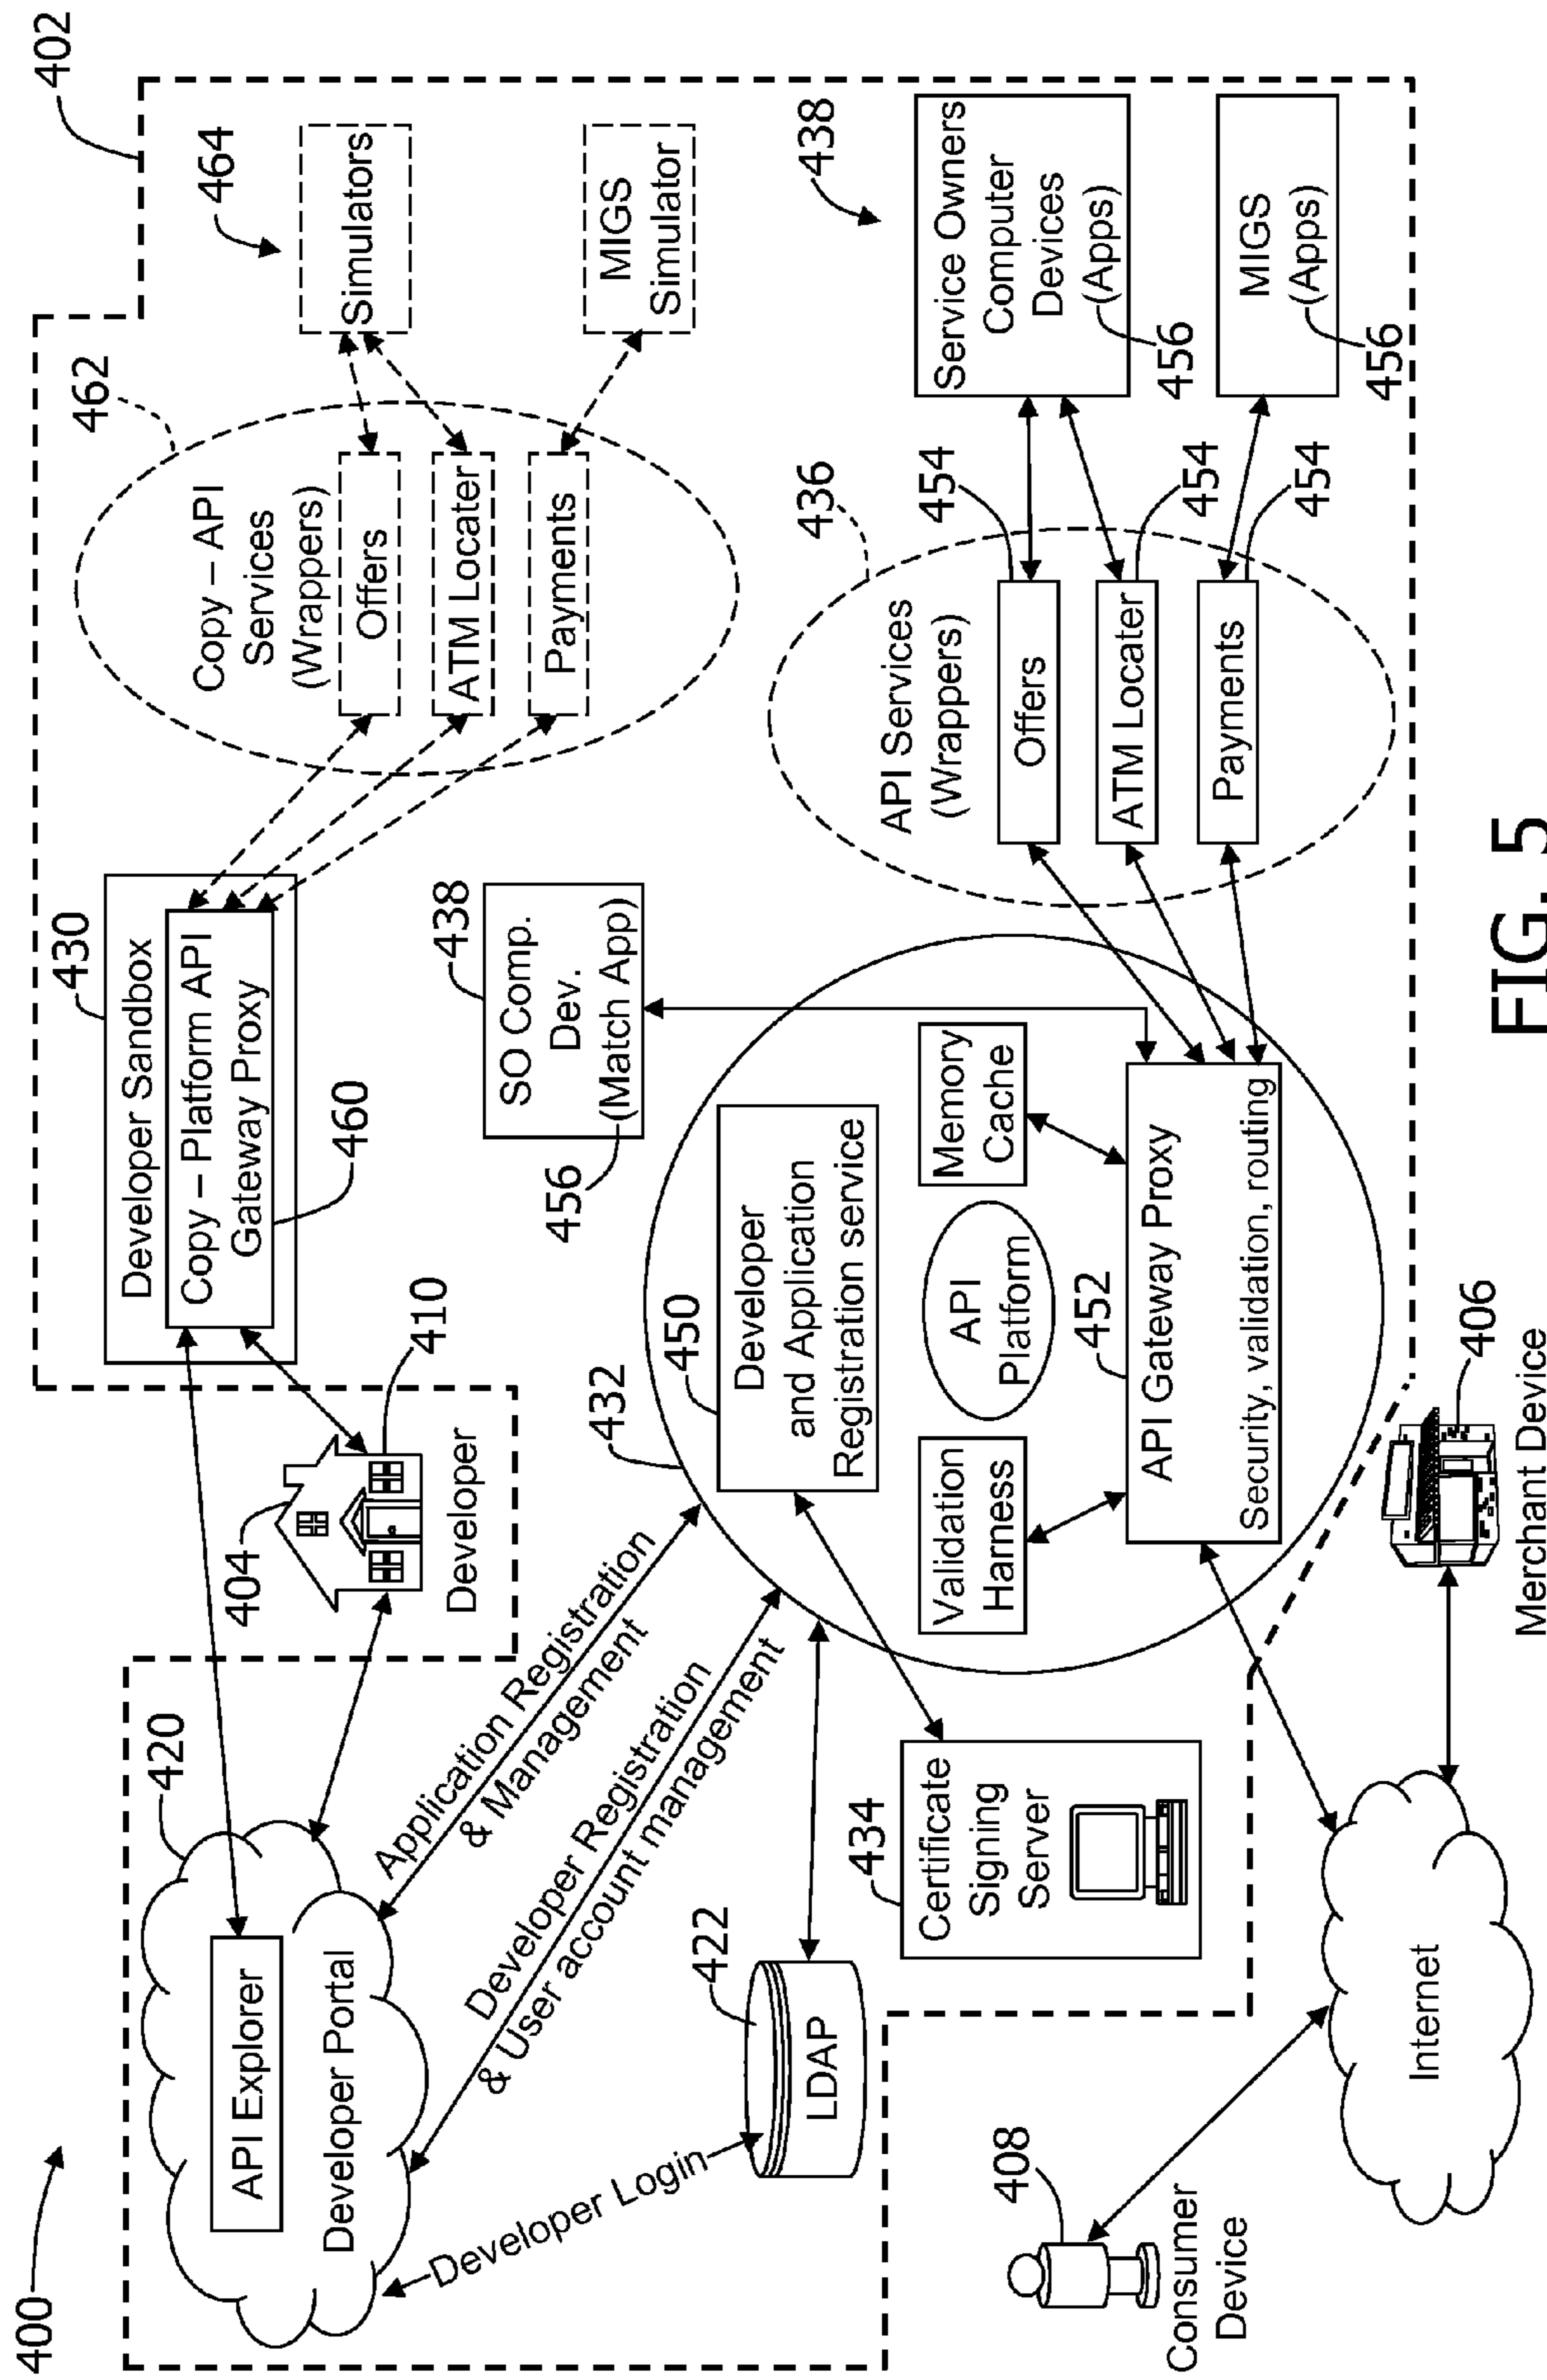 400
402
420
API Explorer
Developer Portal
404
410
Developer
430
Developer Sandbox
Copy – Platform API
Gateway Proxy
460
462
Copy – API
Services
(Wrappers)
Offers
ATM Locater
Payments
464
Simulators
MIGS
Simulator
Application Registration
& Management
Developer Registration
& User account management
Developer Login
422
LDAP
438
SO Comp.
Dev.
(Match App)
456
432
450
Developer
and Application
Registration service
Validation
Harness
API
Platform
Memory
Cache
452
API Gateway Proxy
Security, validation, routing
434
Certificate
Signing
Server
436
API Services
(Wrappers)
Offers
454
ATM Locater
454
Payments
454
438
Service Owners
Computer
Devices
(Apps)
456
MIGS
(Apps)
456
408
Consumer
Device
Internet
406
Merchant Device
FIG. 5